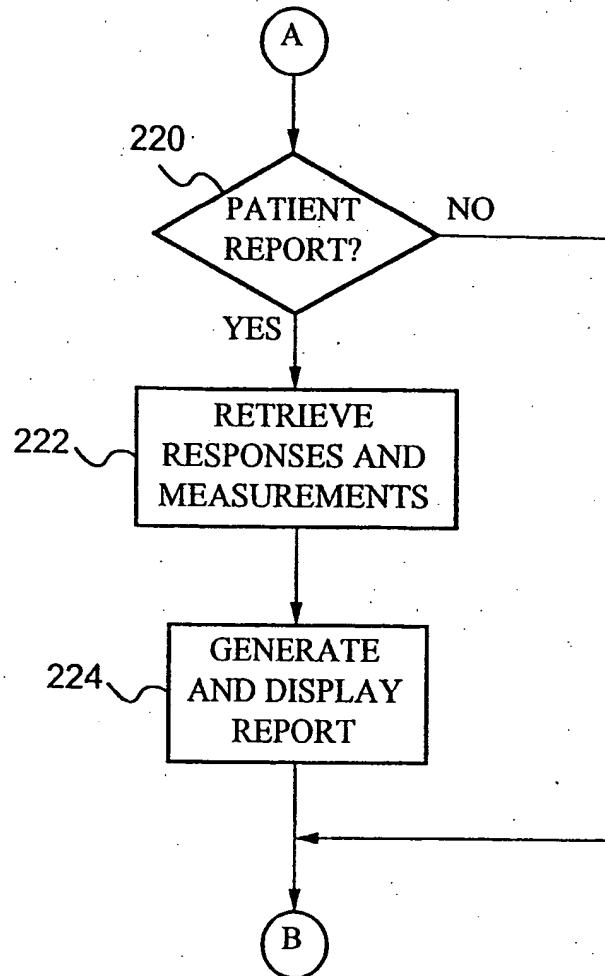 A
220
PATIENT
REPORT?
NO
YES
222
RETRIEVE
RESPONSES AND
MEASUREMENTS
224
GENERATE
AND DISPLAY
REPORT
B